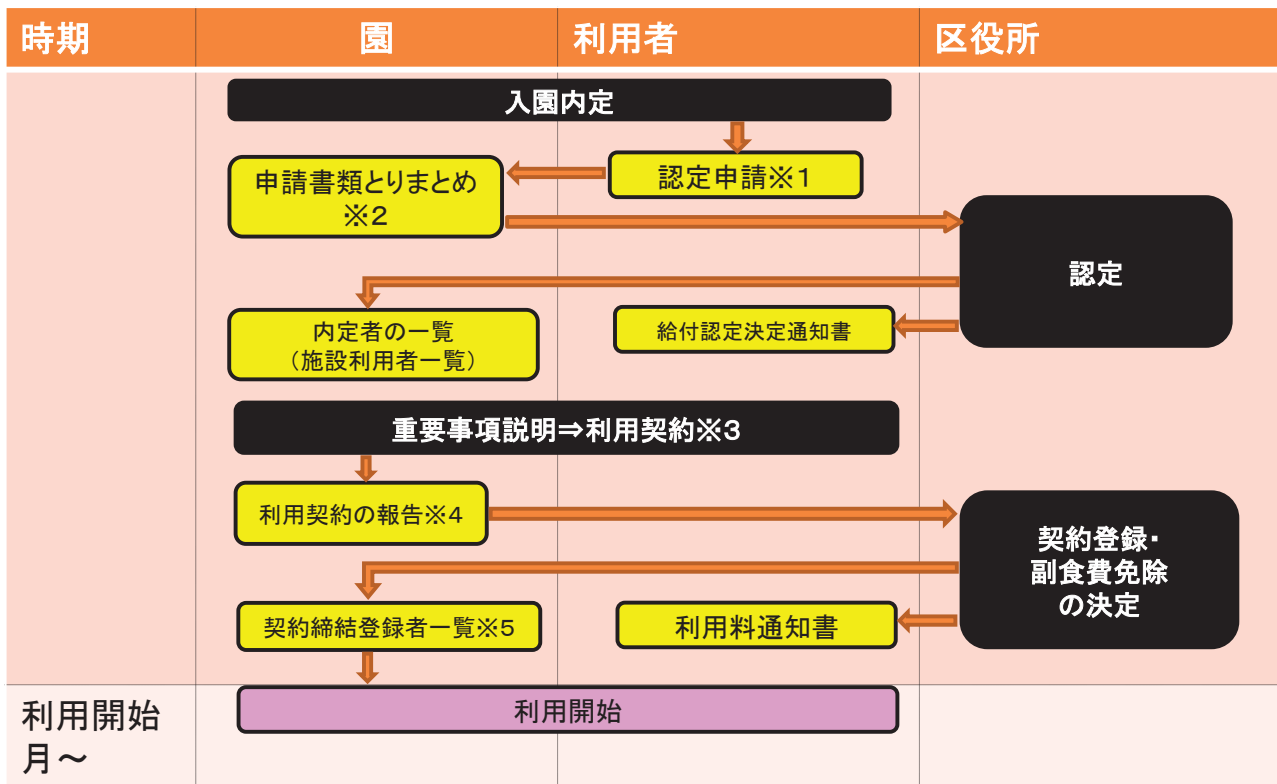 時期
園
利用者
区役所
入園内定
認定申請※1
申請書類とりまとめ
※2
認定
内定者の一覧
（施設利用者一覧）
給付認定決定通知書
重要事項説明⇒利用契約※3
利用契約の報告※4
契約登録・
副食費免除
の決定
契約締結登録者一覧※5
利用料通知書
利用開始
月～
利用開始